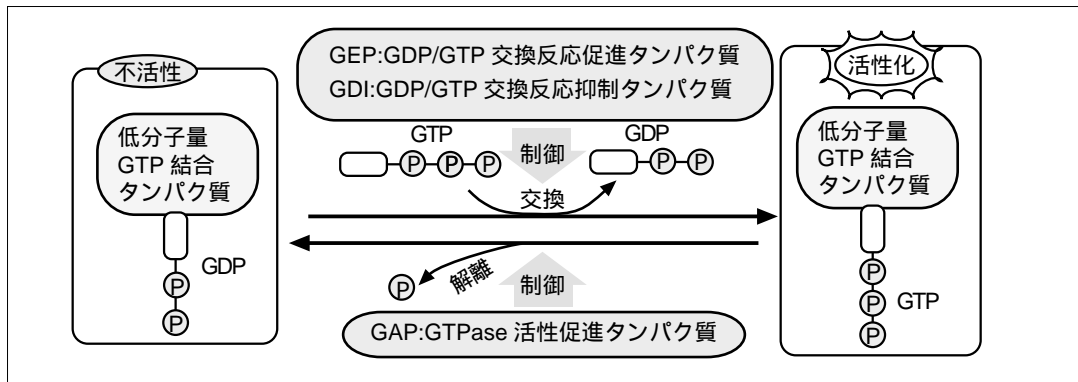 不活性
低分子量
GTP 結合
タンパク質
GDP
P
P
GEP:GDP/GTP 交換反応促進タンパク質
GDI:GDP/GTP 交換反応抑制タンパク質
GTP
P P P
制御
GDP
P P
交換
P
解離
制御
GAP:GTPase 活性促進タンパク質
活性化
低分子量
GTP 結合
タンパク質
P
P
GTP
P